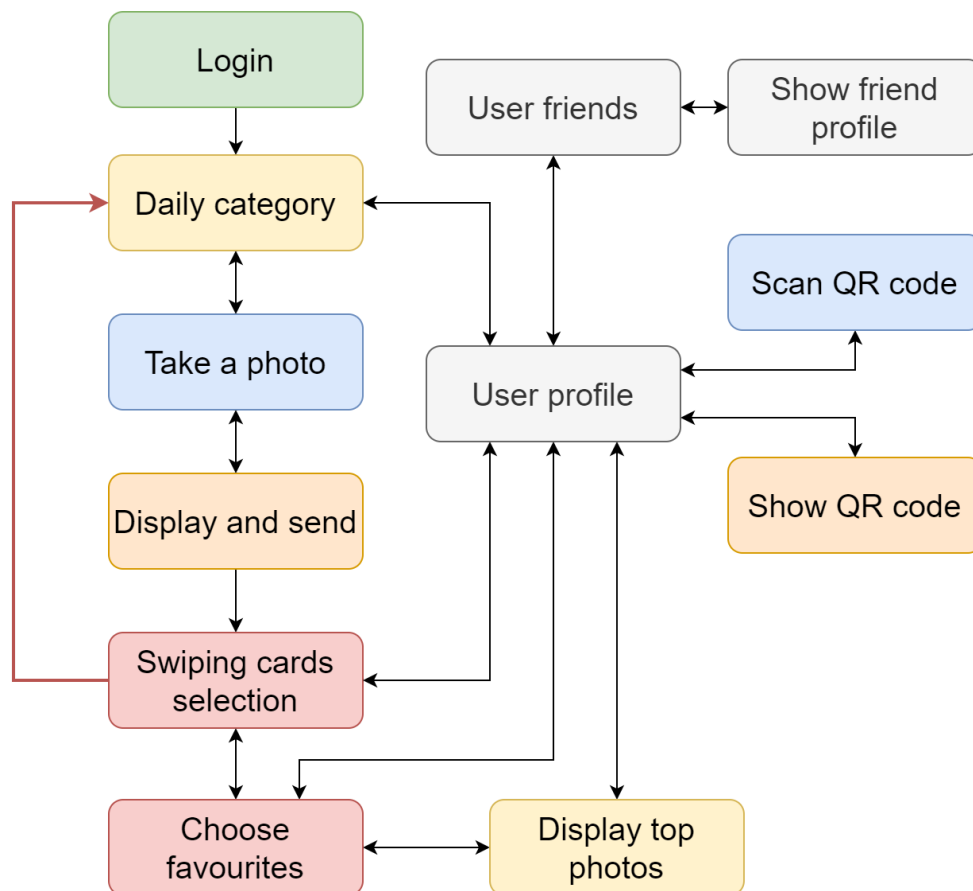 Login
User friends
Show friend
profile
Daily category
Scan QR code
Take a photo
User profile
Display and send
Show QR code
Swiping cards
selection
Choose
favourites
Display top
photos